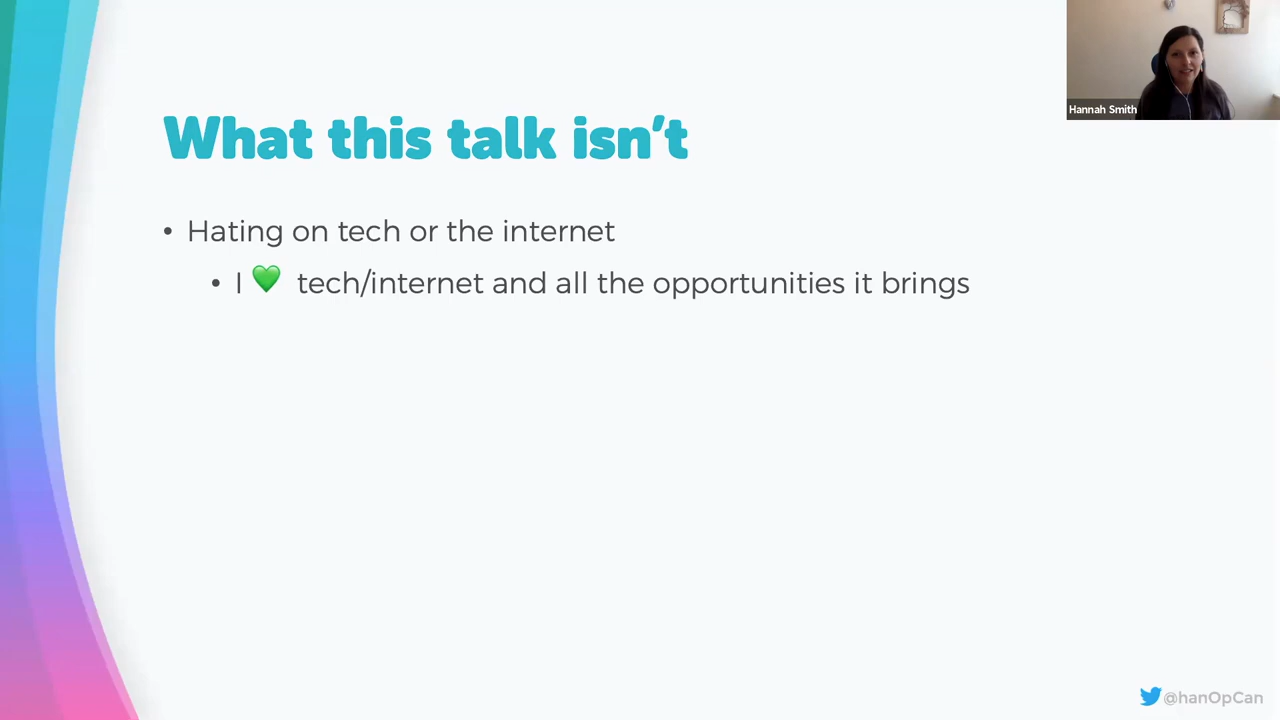 Hannah Smith
What this talk isn't
• Hating on tech or the internet
• I 💚 tech/internet and all the opportunities it brings
@hanOpCan